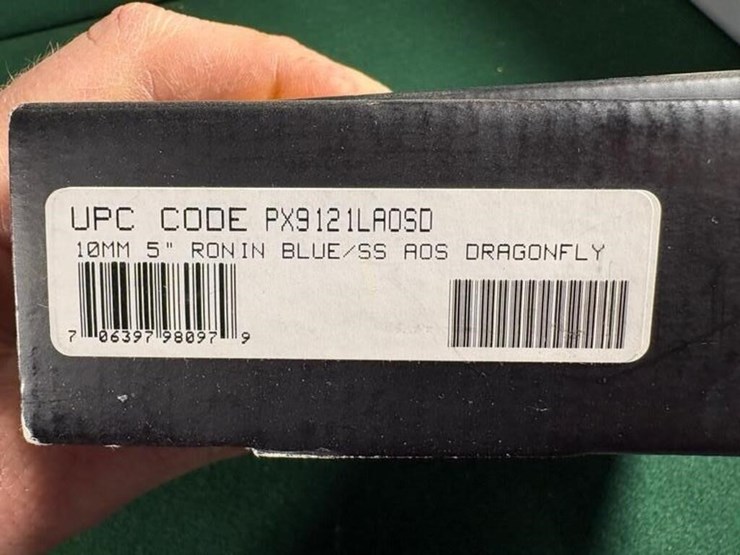 UPC CODE PX9121LAOSD
10MM 5" RONIN BLUE/SS AOS DRAGONFLY
7 06397 98097 9